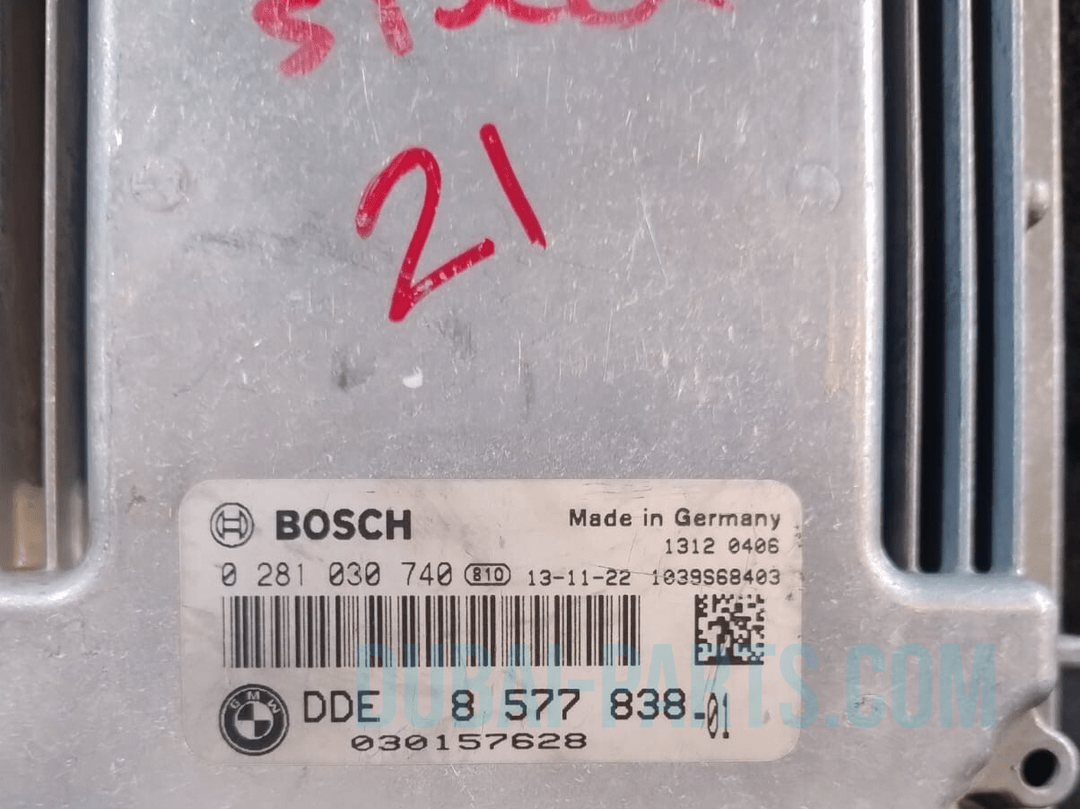 21
BOSCH
Made in Germany
1312 0406
0 281 030 740 810 13-11-22 1039S68403
DUBAI-PARTS.COM
BMW
DDE 8 577 838-01
030157628